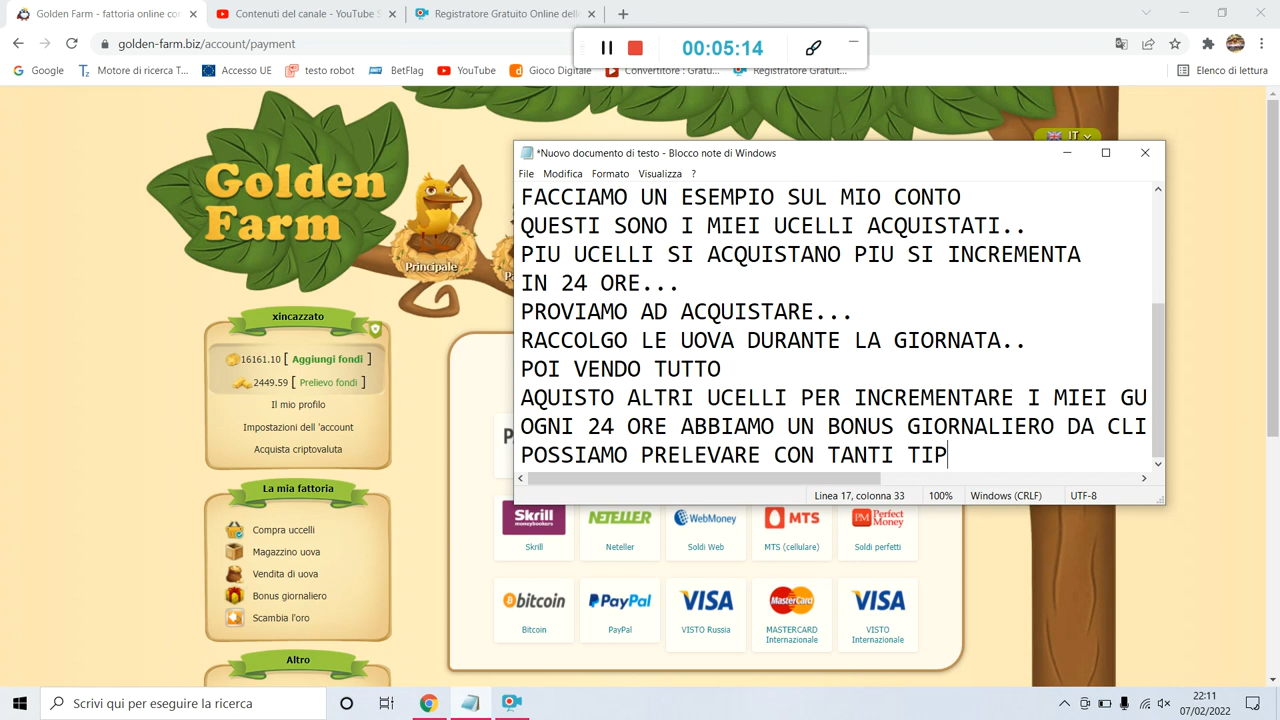 Golden Farm - fattoria online con
Contenuti del canale - YouTube S
Registratore Gratuito Online dell
golden-farm.biz/account/payment
00:05:14
Google
Motore di ricerca T...
Accesso UE
testo robot
BetFlag
YouTube
Gioco Digitale
Convertitore : Gratu...
Registratore Gratuit...
Elenco di lettura
IT
Golden
Farm
Principale
*Nuovo documento di testo - Blocco note di Windows
File Modifica Formato Visualizza ?
FACCIAMO UN ESEMPIO SUL MIO CONTO
QUESTI SONO I MIEI UCELLI ACQUISTATI..
PIU UCELLI SI ACQUISTANO PIU SI INCREMENTA
IN 24 ORE...
PROVIAMO AD ACQUISTARE...
RACCOLGO LE UOVA DURANTE LA GIORNATA..
POI VENDO TUTTO
AQUISTO ALTRI UCELLI PER INCREMENTARE I MIEI GU
OGNI 24 ORE ABBIAMO UN BONUS GIORNALIERO DA CLI
POSSIAMO PRELEVARE CON TANTI TIP
Linea 17, colonna 33
100%
Windows (CRLF)
UTF-8
xincazzato
16161.10 [ Aggiungi fondi ]
2449.59 [ Prelievo fondi ]
Il mio profilo
Impostazioni dell 'account
Acquista criptovaluta
La mia fattoria
Compra uccelli
Magazzino uova
Vendita di uova
Bonus giornaliero
Scambia l'oro
Altro
Skrill
moneybookers
NETELLER
WebMoney
MTS
PM Perfect Money
Skrill
Neteller
Soldi Web
MTS (cellulare)
Soldi perfetti
bitcoin
PayPal
VISA
MasterCard
VISA
Bitcoin
PayPal
VISTO Russia
MASTERCARD Internazionale
VISTO Internazionale
Scrivi qui per eseguire la ricerca
22:11
07/02/2022